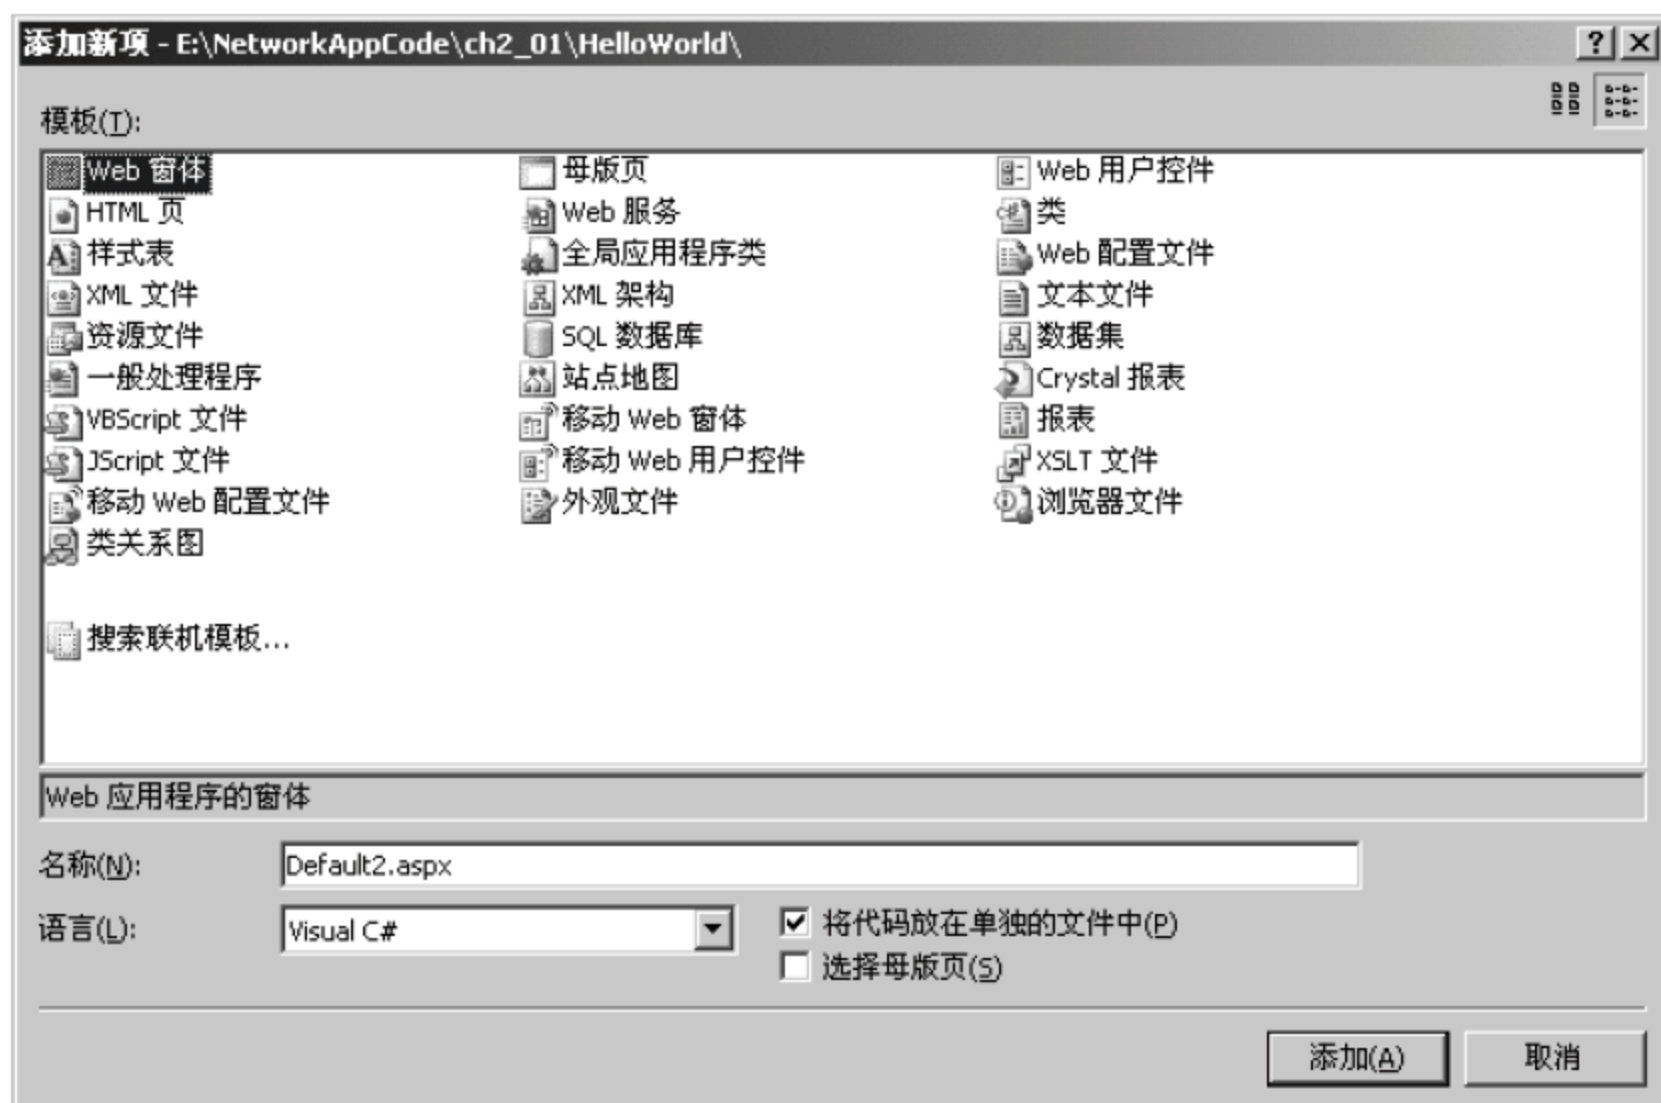 添加新项 - E:\NetworkAppCode\ch2_01\HelloWorld\
模板(T):
Web 窗体 母版页 Web 用户控件
HTML 页 Web 服务 类
样式表 全局应用程序类 Web 配置文件
XML 文件 XML 架构 文本文件
资源文件 SQL 数据库 数据集
一般处理程序 站点地图 Crystal 报表
VBScript 文件 移动 Web 窗体 报表
JScript 文件 移动 Web 用户控件 XSLT 文件
移动 Web 配置文件 外观文件 浏览器文件
类关系图
搜索联机模板...
Web 应用程序的窗体
名称(N): Default2.aspx
语言(L): Visual C# 将代码放在单独的文件中(P)
选择母版页(S)
添加(A) 取消